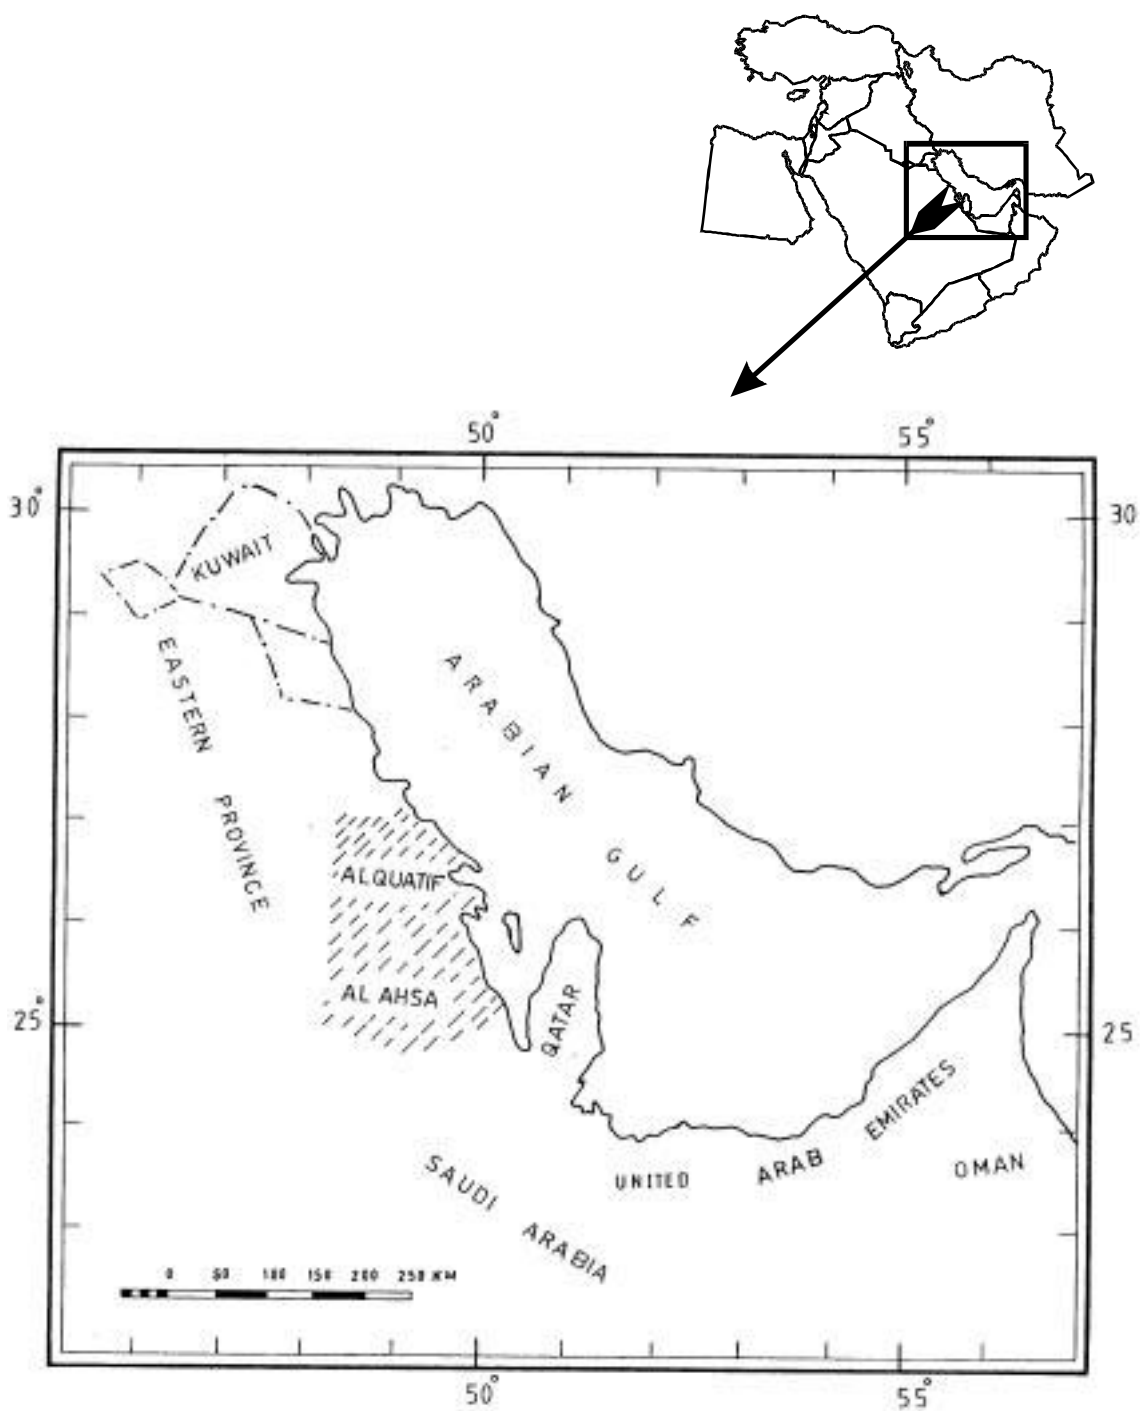 50°
55°
30°
30
KUWAIT
EASTERN
PROVINCE
ARABIAN
GULF
ALQUATIF
AL AHSA
QATAR
25°
25
EMIRATES
ARAB
UNITED
OMAN
SAUDI
ARABIA
0 50 100 150 200 250 KM
50°
55°